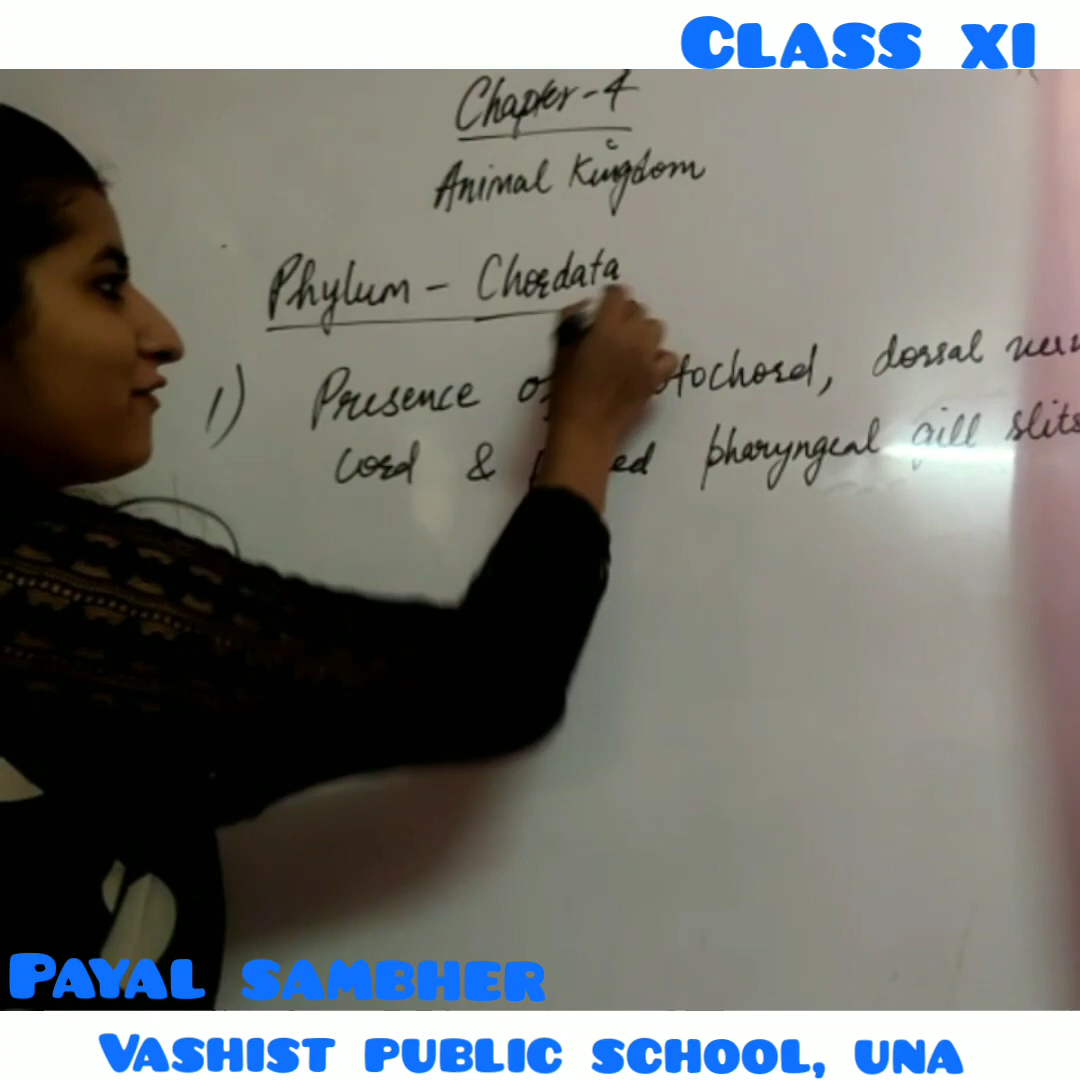 CLASS XI
Chapter-4
Animal Kingdom
Phylum - Chordata
1) Presence of notochord, dorsal
cord & pharyngeal gill slits
PAYAL SAMBHER
VASHIST PUBLIC SCHOOL, UNA